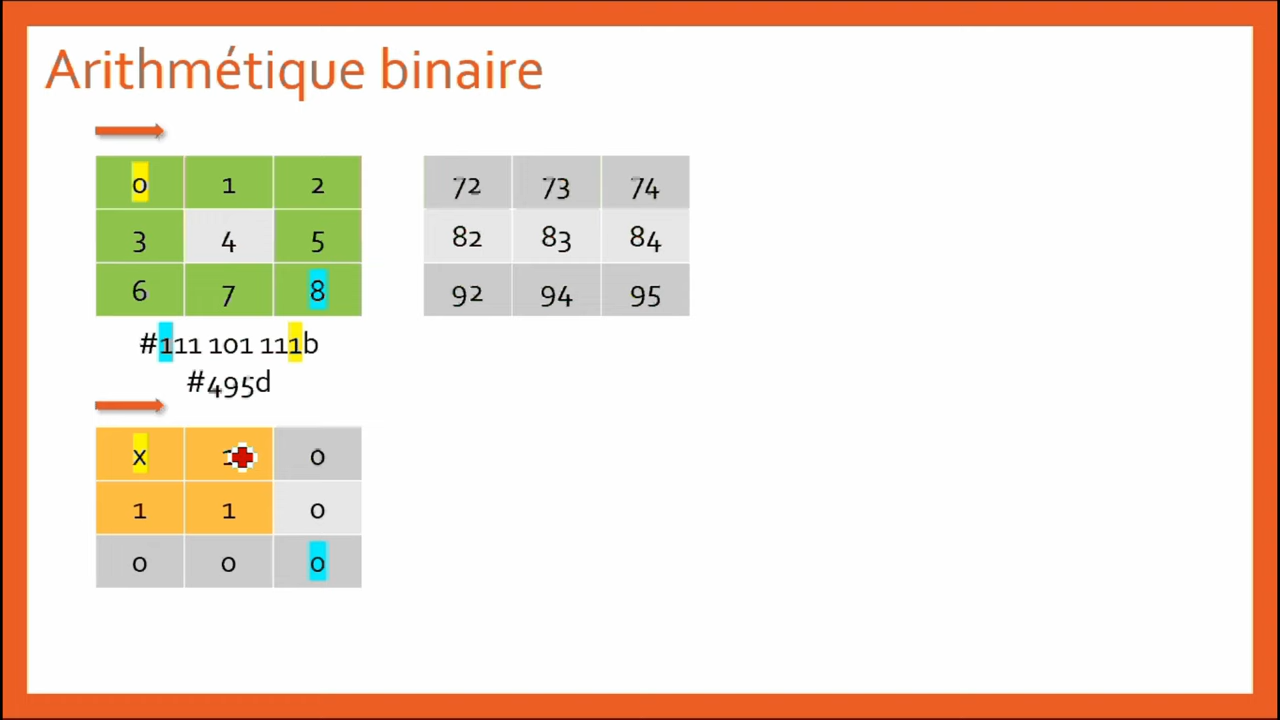 Arithmétique binaire
0 1 2
3 4 5
6 7 8
#111 101 111b
#495d
72 73 74
82 83 84
92 94 95
x 1 0
1 1 0
0 0 0